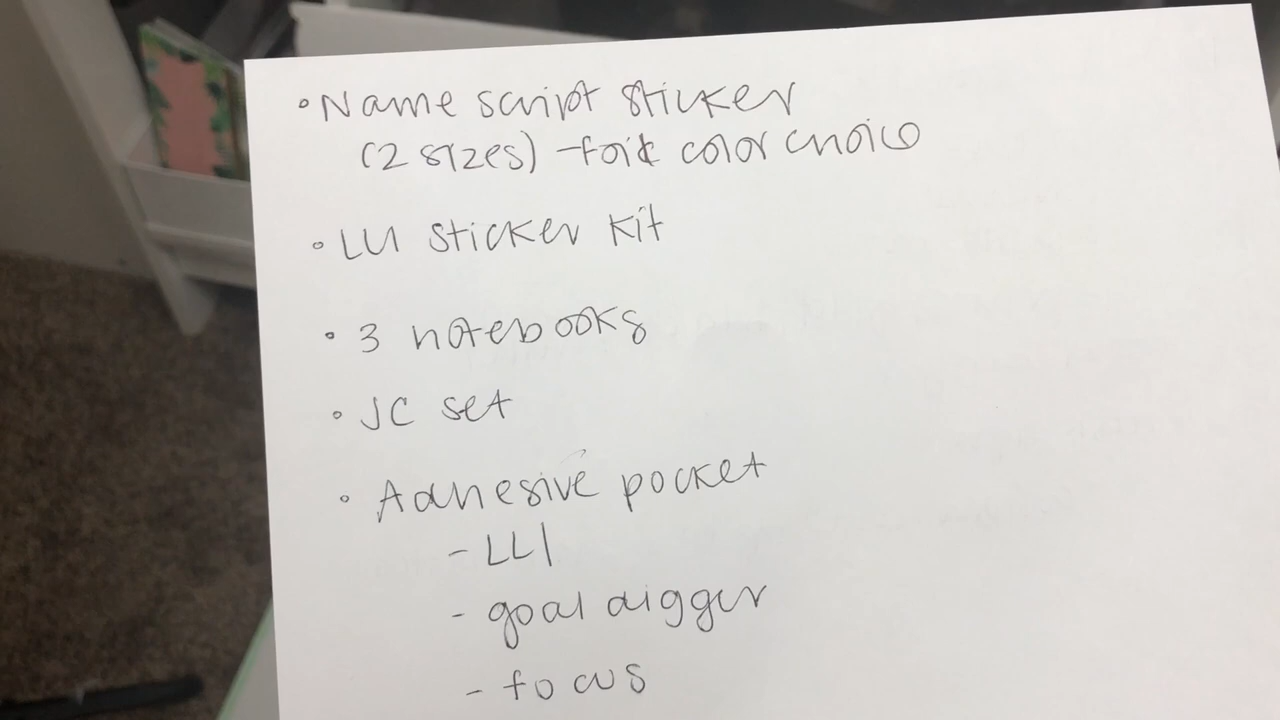 • Name script sticker
(2 sizes) - foil color choice
• LLI sticker kit
• 3 notebooks
• JC set
• Adhesive pocket
- LLI
- goal digger
- focus